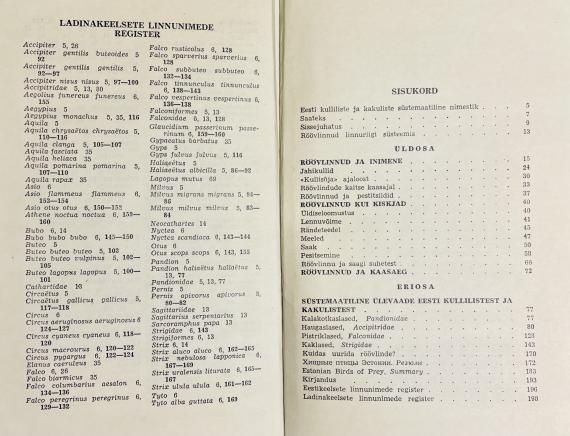 LADINAKEELSETE LINNUNIMEDE
REGISTER
Accipiter 5, 26
Accipiter gentilis buteoides 5
92
Accipiter gentilis gentilis 5,
92—97
Accipiter nisus nisus 5, 97—100
Accipitridae 5, 13, 80
Aegolius funereus funereus 6,
155
Aegypius 5
Aegypius monachus 5, 35, 116
Aquila 5
Aquila chrysaëtos chrysaëtos 5,
110—116
Aquila clanga 5, 105—107
Aquila fasciata 35
Aquila heliaca 35
Aquila pomarina pomarina 5,
107—110
Aquila rapax 35
Asio 6
Asio flammeus flammeus 6,
153—154
Asio otus otus 6, 150—152
Athene noctua noctua 6, 159—
160
Bubo 6, 14
Bubo bubo bubo 6, 145—150
Buteo 5
Buteo buteo buteo 5, 102
Buteo buteo vulpinus 5, 102—
105
Buteo lagopus lagopus 5, 100—
101
Cathartidae 16
Circaëtus 5
Circaëtus gallicus gallicus 5,
117—118
Circus 5
Circus aeruginosus aeruginosus 6
124—127
Circus cyaneus cyaneus 6, 118—
120
Circus macrourus 6, 120—122
Circus pygargus 6, 122—124
Elanus coeruleus 35
Falco 6, 26
Falco biarmicus 35
Falco columbarius aesalon 6,
134—136
Falco peregrinus peregrinus 6,
129—132
Falco rusticolus 6, 128
Falco sparverius sparverius 6,
128
Falco subbuteo subbuteo 6,
132—134
Falco tinnunculus tinnunculus
6, 138—143
Falco vespertinus vespertinus 6,
136—138
Falconiformes 5, 13
Falconidae 6, 13, 128
Glaucidium passerinum passe-
rinum 6, 159—160
Gypaëtus barbatus 35
Gyps 5
Gyps fulvus fulvus 5, 116
Haliaeëtus 5
Haliaeëtus albicilla 5, 86—92
Lagopus mutus 69
Milvus 5
Milvus migrans migrans 5, 84—
86
Milvus milvus milvus 5, 83—
84
Neocathartes 14
Nyctea 6
Nyctea scandiaca 6, 143—144
Otus 6
Otus scops scops 6, 143, 155
Pandion 5
Pandion haliaëtus haliaëtus 5,
13, 77
Pandionidae 5, 13, 77
Pernis 5
Pernis apivorus apivorus 5,
80—82
Sagittariidae 13
Sagittarius serpentarius 13
Sarcoramphus papa 13
Strigidae 6, 143
Strigiformes 6, 13
Strix 6, 14
Strix aluco aluco 6, 162—165
Strix nebulosa lapponica 6,
167—169
Strix uralensis liturata 6, 165—
167
Strix ulula ulula 6, 161—162
Tyto 6
Tyto alba guttata 6, 169
SISUKORD
Eesti kulliliste ja kakuliste süstemaatiline nimestik . . . 5
Saateks . . . 7
Sissejuhatus . . . 9
Röövlinnud linnuriigi süsteemis . . . 13
ÜLDOSA
RÖÖVLINNUD JA INIMENE . . . 15
Jahikullid . . . 24
«Kullisõja» ajaloost . . . 30
Röövlindude kaitse kaasajal . . . 33
Röövlinnud ja pestitsiidid . . . 37
RÖÖVLINNUD KUI KISKJAD . . . 40
Üldiseloomustus . . . 40
Lennuvõime . . . 41
Rändeteedel . . . 45
Meeled . . . 47
Saak . . . 50
Pesitsemine . . . 58
Röövlinnu ja saagi suhetest . . . 66
RÖÖVLINNUD JA KAASAEG . . . 72
ERIOSA
SÜSTEMAATILINE ÜLEVAADE EESTI KULLILISTEST JA
KAKULISTEST . . . 77
Kalakotkaslased, Pandionidae . . . 77
Haugaslased, Accipitridae . . . 80
Pistriklased, Falconidae . . . 128
Kaklased, Strigidae . . . 143
Kuidas uurida röövlinde? . . . 170
Хищные птицы Эстонии. Резюме . . . 172
Estonian Birds of Prey. Summary . . . 183
Kirjandus . . . 193
Eestikeelsete linnunimede register . . . 196
Ladinakeelsete linnunimede register . . . 198